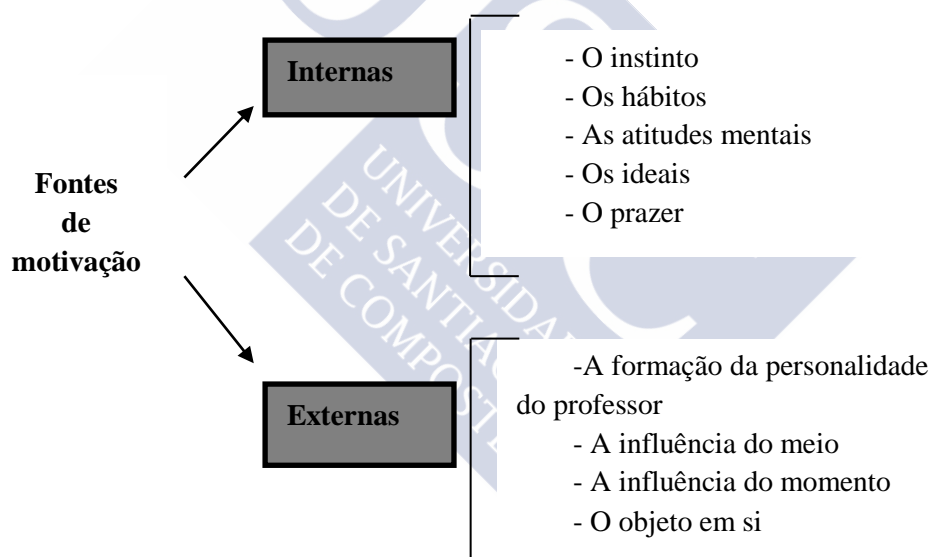 Fontes
de
motivação
Internas
- O instinto
- Os hábitos
- As atitudes mentais
- Os ideais
- O prazer
Externas
-A formação da personalidade
do professor
- A influência do meio
- A influência do momento
- O objeto em si